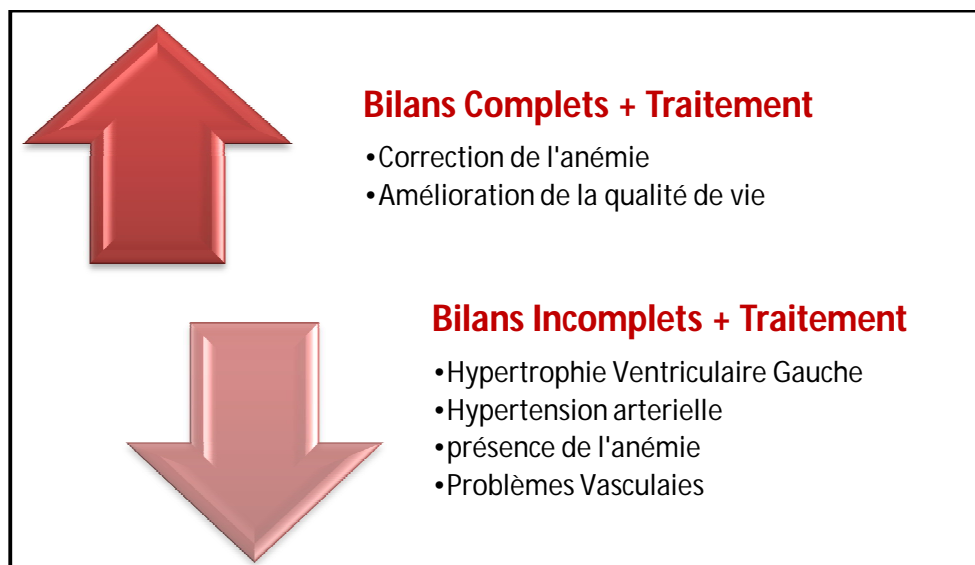 Bilans Complets + Traitement
•Correction de l'anémie
•Amélioration de la qualité de vie
Bilans Incomplets + Traitement
•Hypertrophie Ventriculaire Gauche
•Hypertension arterielle
•présence de l'anémie
•Problèmes Vasculaies